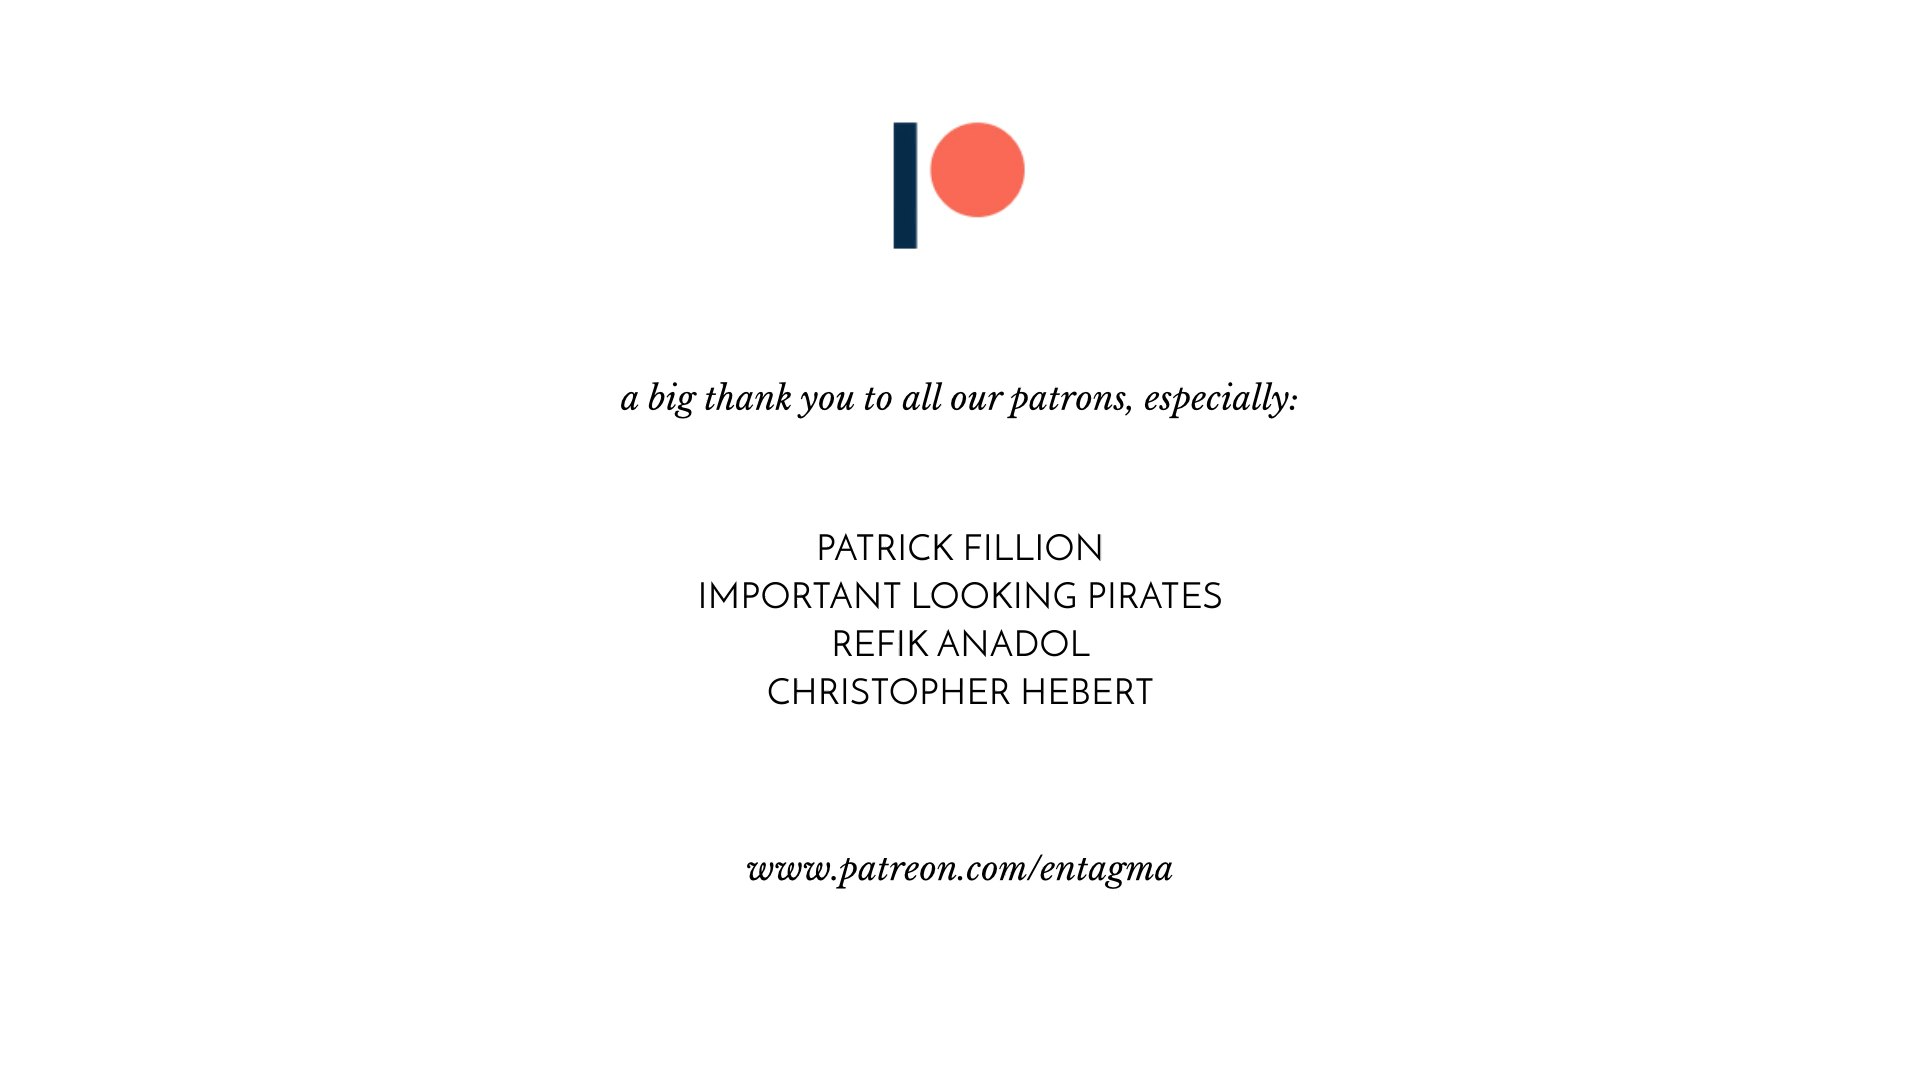 a big thank you to all our patrons, especially:
PATRICK FILLION
IMPORTANT LOOKING PIRATES
REFIK ANADOL
CHRISTOPHER HEBERT
www.patreon.com/entagma